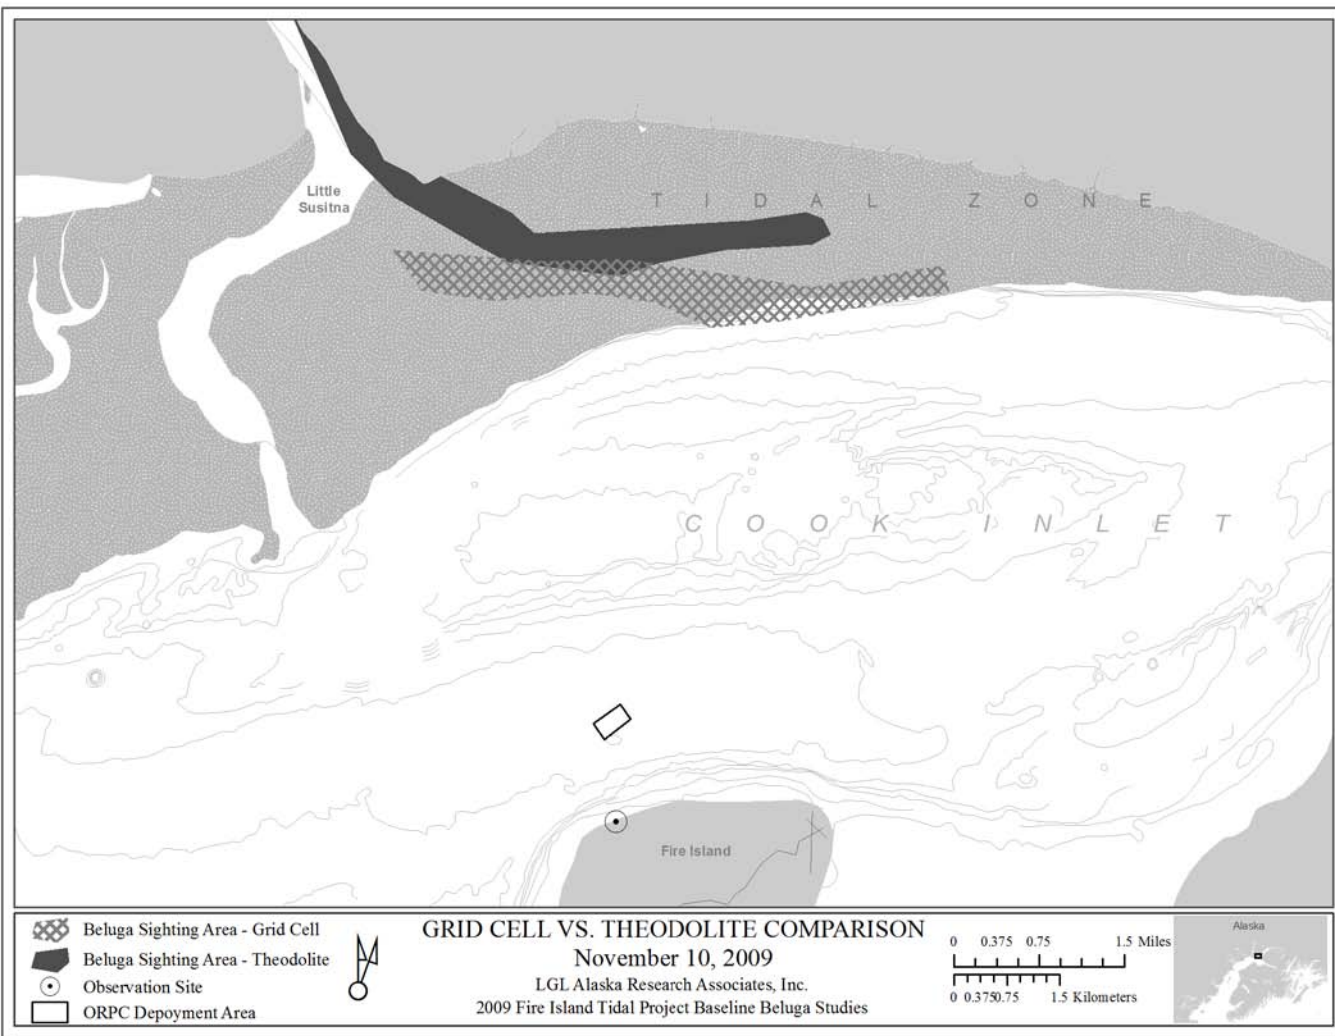 Little
Susitna
TIDAL ZONE
COOK INLET
Fire Island
Beluga Sighting Area - Grid Cell
Beluga Sighting Area - Theodolite
Observation Site
ORPC Depoyment Area
GRID CELL VS. THEODOLITE COMPARISON
November 10, 2009
LGL Alaska Research Associates, Inc.
2009 Fire Island Tidal Project Baseline Beluga Studies
0 0.375 0.75 1.5 Miles
0 0.3750.75 1.5 Kilometers
Alaska